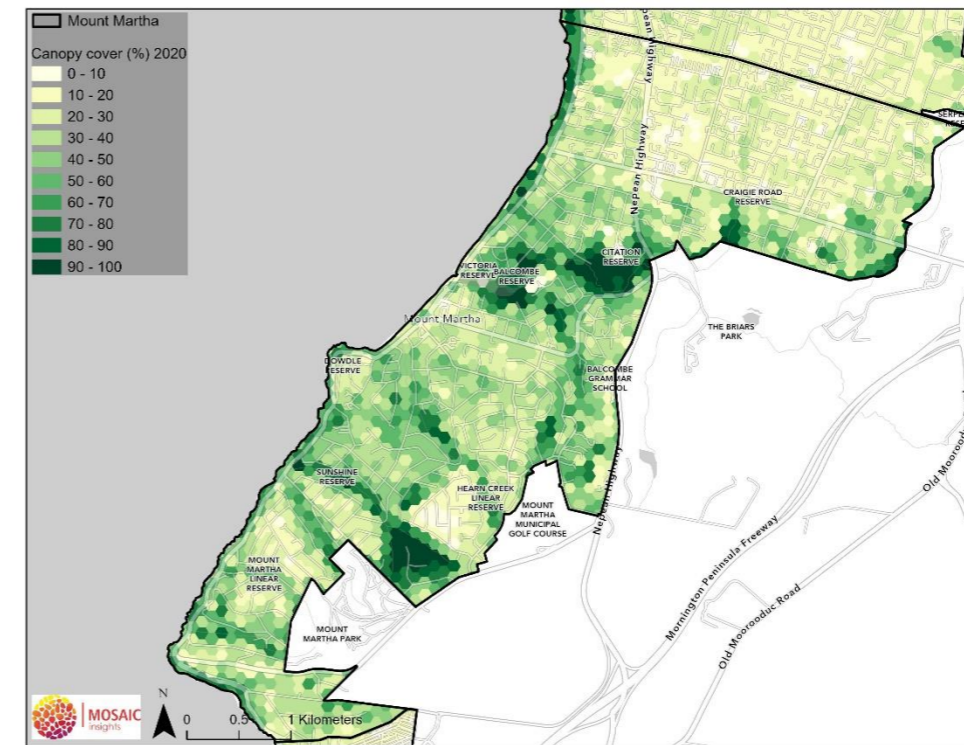 Mount Martha
Canopy cover (%) 2020
0 - 10
10 - 20
20 - 30
30 - 40
40 - 50
50 - 60
60 - 70
70 - 80
80 - 90
90 - 100
Nepean Highway
CRAIGIE ROAD
RESERVE
CITATION
RESERVE
VICTORIA
RESERVE
BALCOMBE
RESERVE
Mount Martha
THE BRIARS
PARK
DOWDLE
RESERVE
BALCOMBE
GRAMMAR
SCHOOL
SUNSHINE
RESERVE
HEARN CREEK
LINEAR
RESERVE
MOUNT
MARTHA
MUNICIPAL
GOLF COURSE
Nepean Highway
MOUNT
MARTHA
LINEAR
RESERVE
MOUNT
MARTHA PARK
Mornington Peninsula Freeway
Old Moorooduc Road
Old Moorooduc
N
0 0.5 1 Kilometers
MOSAIC
insights